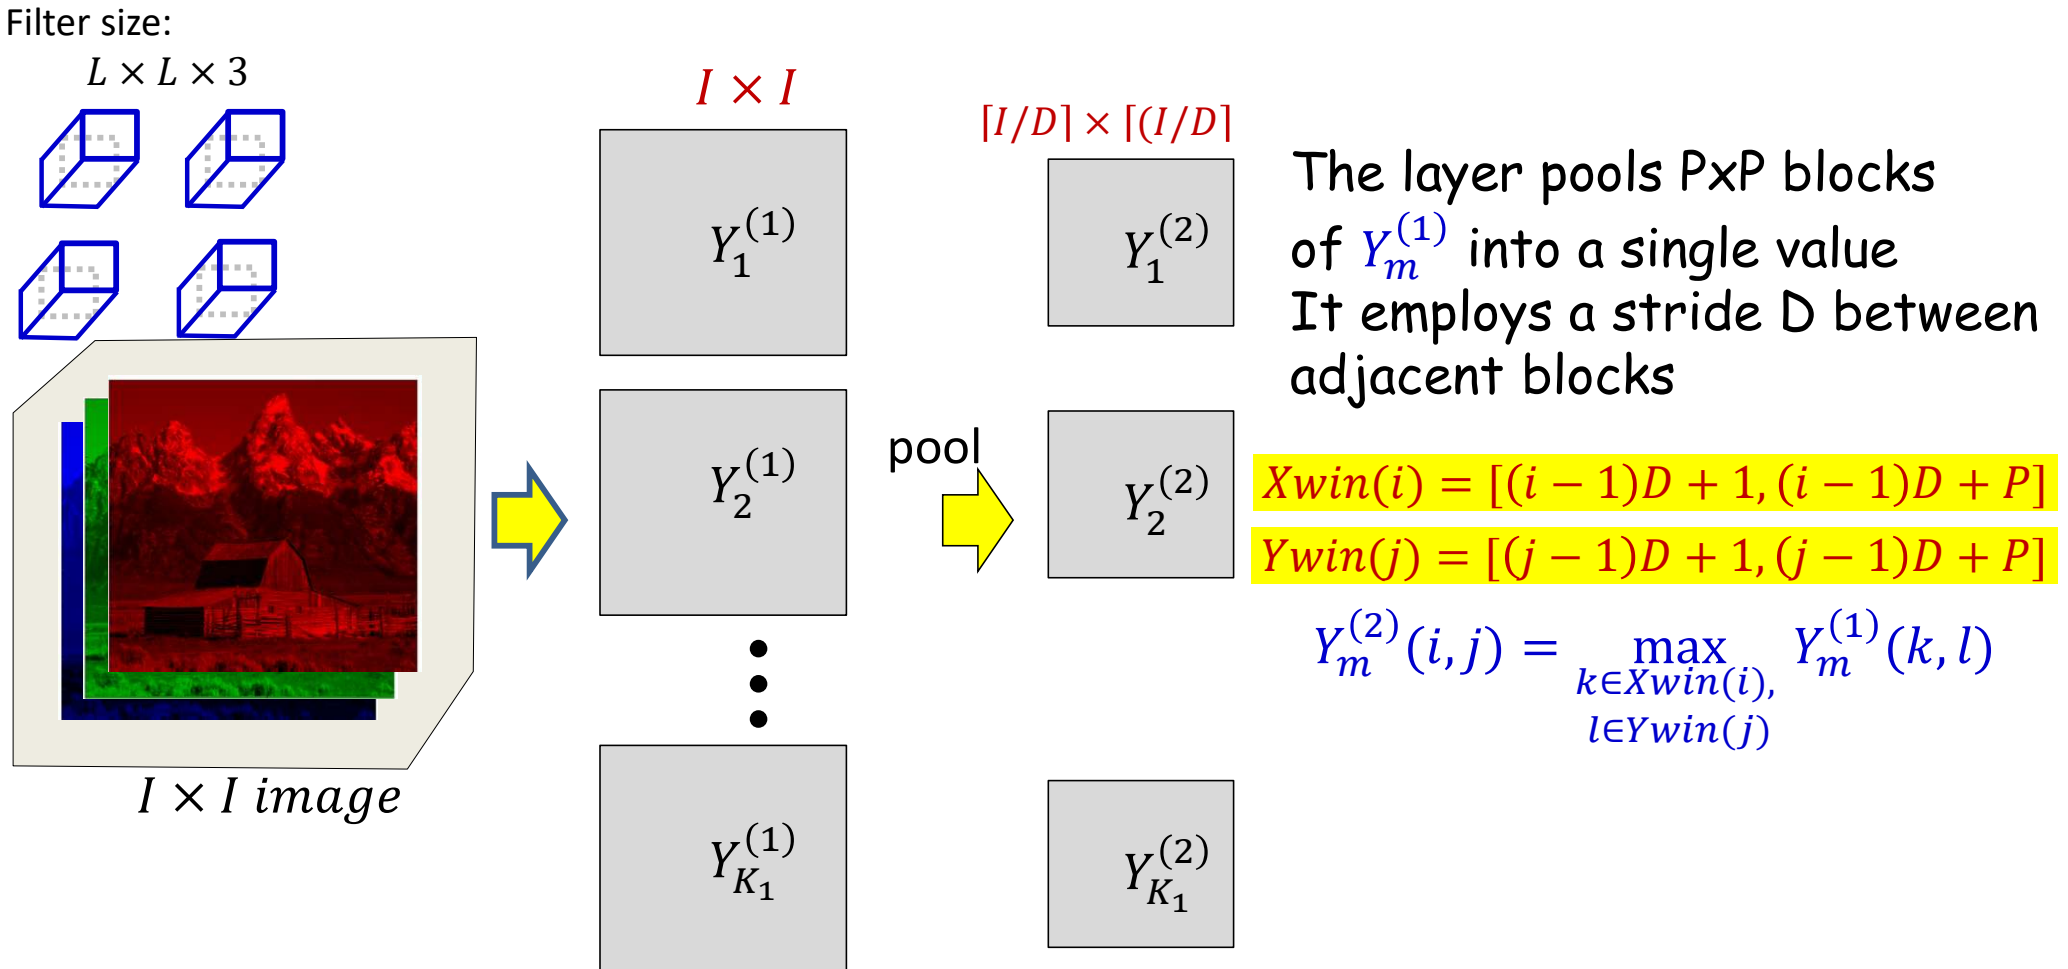 Filter size:
L × L × 3
I × I image
I × I
Y_1^{(1)}
Y_2^{(1)}
Y_{K_1}^{(1)}
pool
⌈I/D⌉ × ⌈(I/D⌉
Y_1^{(2)}
Y_2^{(2)}
Y_{K_1}^{(2)}
The layer pools PxP blocks
of Y_m^{(1)} into a single value
It employs a stride D between
adjacent blocks
Xwin(i) = [(i − 1)D + 1, (i − 1)D + P]
Ywin(j) = [(j − 1)D + 1, (j − 1)D + P]
Y_m^{(2)}(i, j) = max Y_m^{(1)}(k, l)
k∈Xwin(i),
l∈Ywin(j)